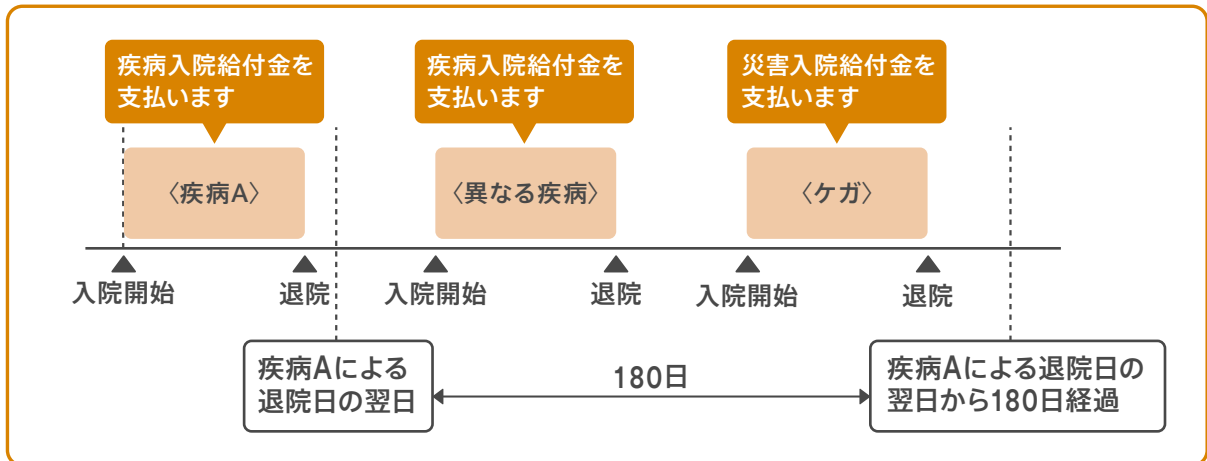 疾病入院給付金を
支払います
疾病入院給付金を
支払います
災害入院給付金を
支払います
〈疾病A〉
〈異なる疾病〉
〈ケガ〉
入院開始
退院
入院開始
退院
入院開始
退院
疾病Aによる
退院日の翌日
180日
疾病Aによる退院日の
翌日から180日経過